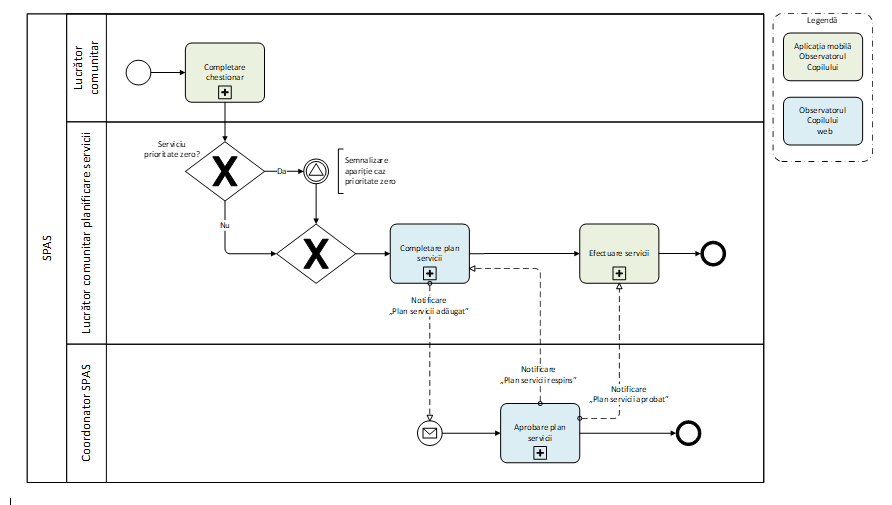 Legendă
Aplicația mobilă
Observatorul
Copilului
Observatorul
Copilului
web
SPAS
Lucrător
comunitar
Completare
chestionar
Lucrător comunitar planificare servicii
Serviciu
prioritate zero?
Da
Nu
Semnalizare
apariție caz
prioritate zero
Completare plan
servicii
Efectuare servicii
Notificare
„Plan servicii adăugat”
Coordonator SPAS
Notificare
„Plan servicii respins”
Notificare
„Plan servicii aprobat”
Aprobare plan
servicii